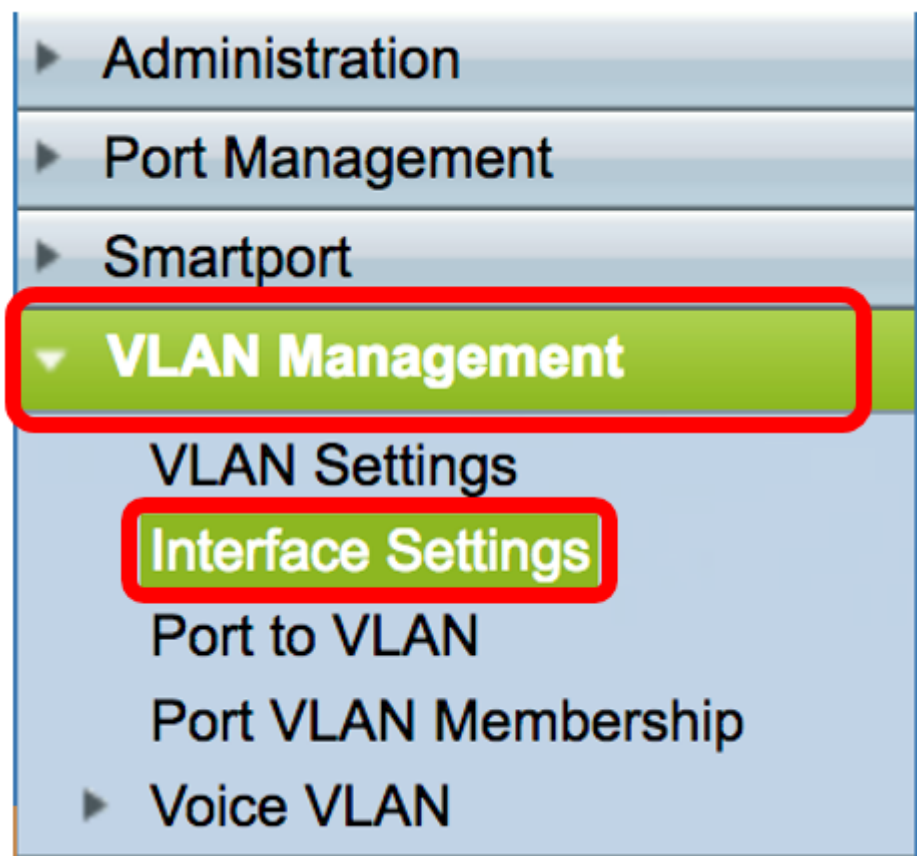 Administration
Port Management
Smartport
VLAN Management
VLAN Settings
Interface Settings
Port to VLAN
Port VLAN Membership
Voice VLAN